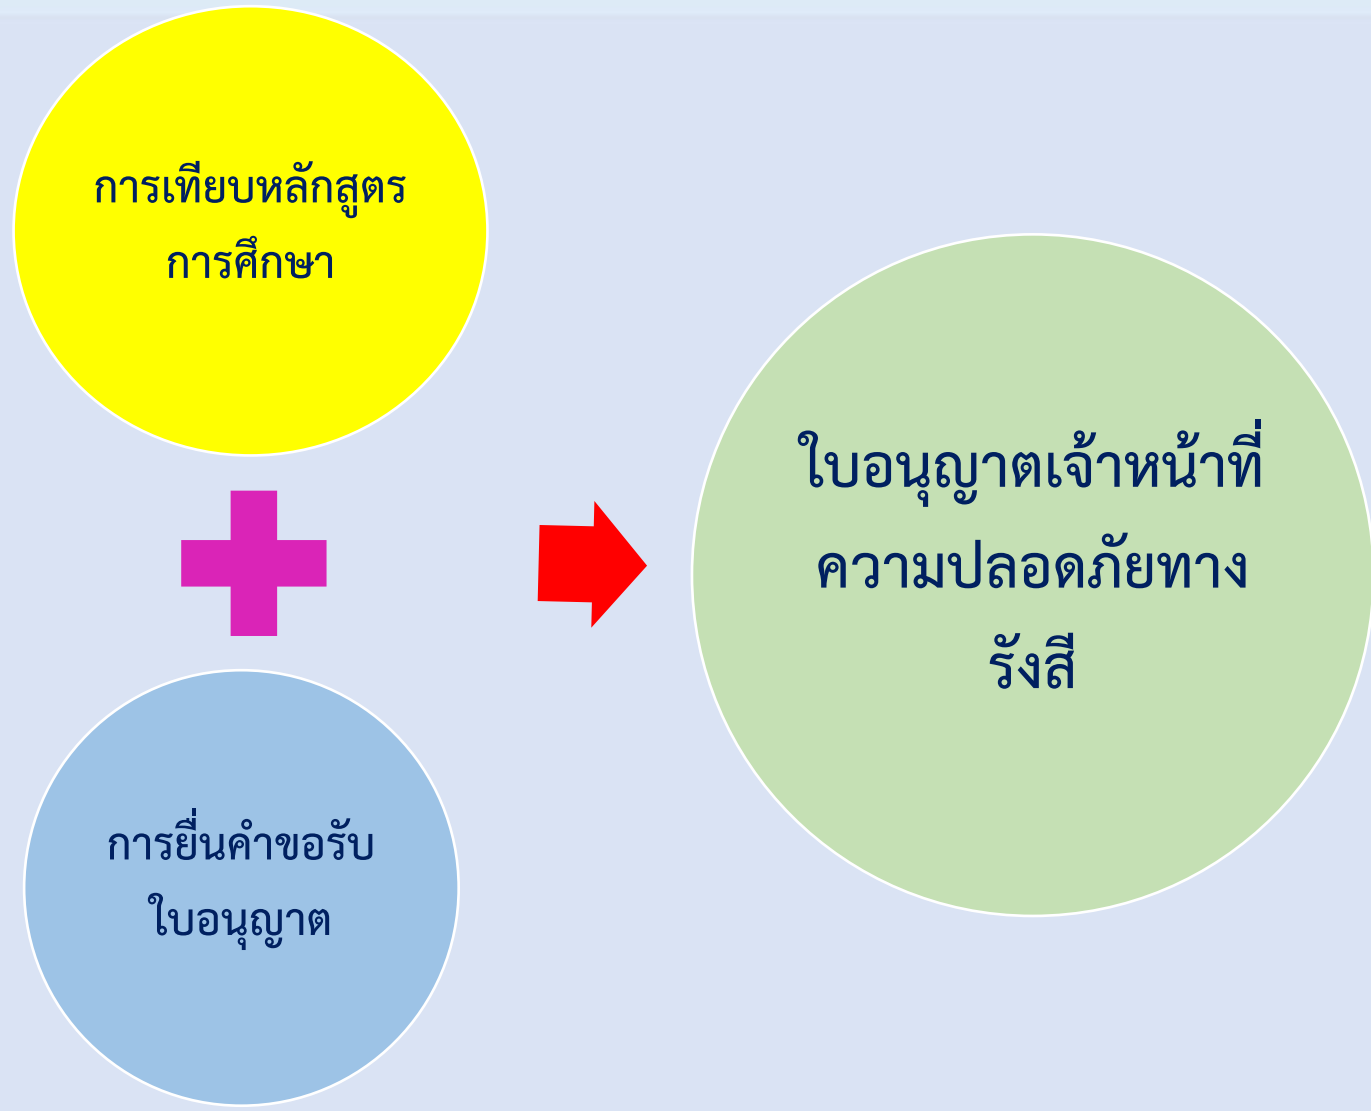 การเทียบหลักสูตร
การศึกษา
การยื่นคำขอรับ
ใบอนุญาต
ใบอนุญาตเจ้าหน้าที่
ความปลอดภัยทาง
รังสี